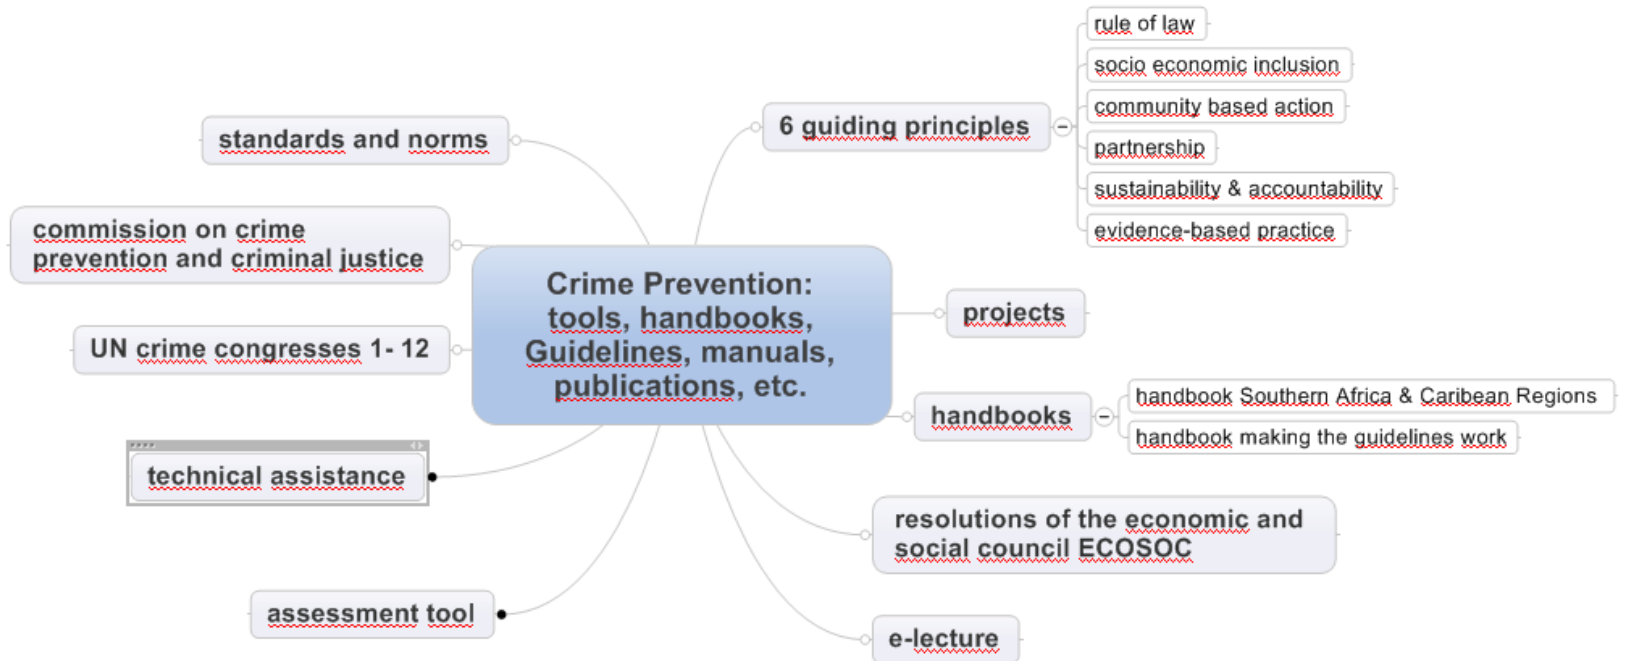 Crime Prevention:
tools, handbooks,
Guidelines, manuals,
publications, etc.
6 guiding principles
rule of law
socio economic inclusion
community based action
partnership
sustainability & accountability
evidence-based practice
projects
handbooks
handbook Southern Africa & Caribean Regions
handbook making the guidelines work
resolutions of the economic and
social council ECOSOC
e-lecture
standards and norms
commission on crime
prevention and criminal justice
UN crime congresses 1- 12
technical assistance
assessment tool